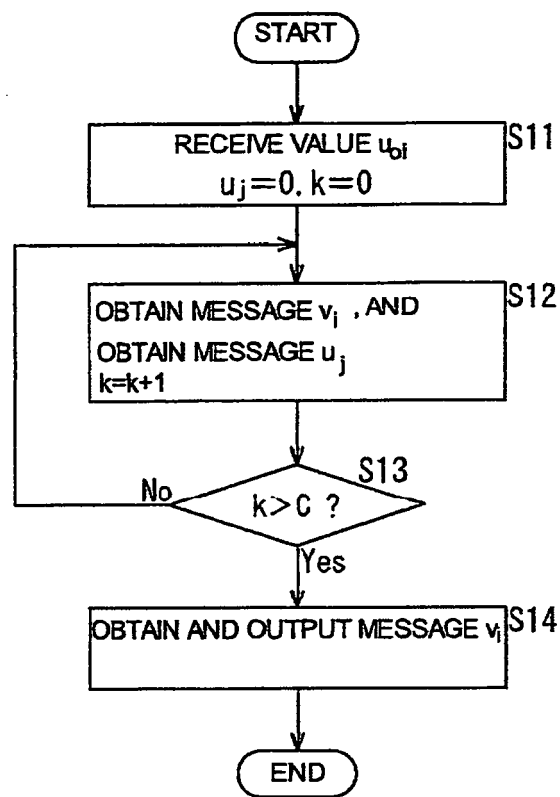 START
S11
RECEIVE VALUE u₀ᵢ
uⱼ=0, k=0
S12
OBTAIN MESSAGE vᵢ , AND
OBTAIN MESSAGE uⱼ
k=k+1
S13
No
k>C ?
Yes
S14
OBTAIN AND OUTPUT MESSAGE vᵢ
END